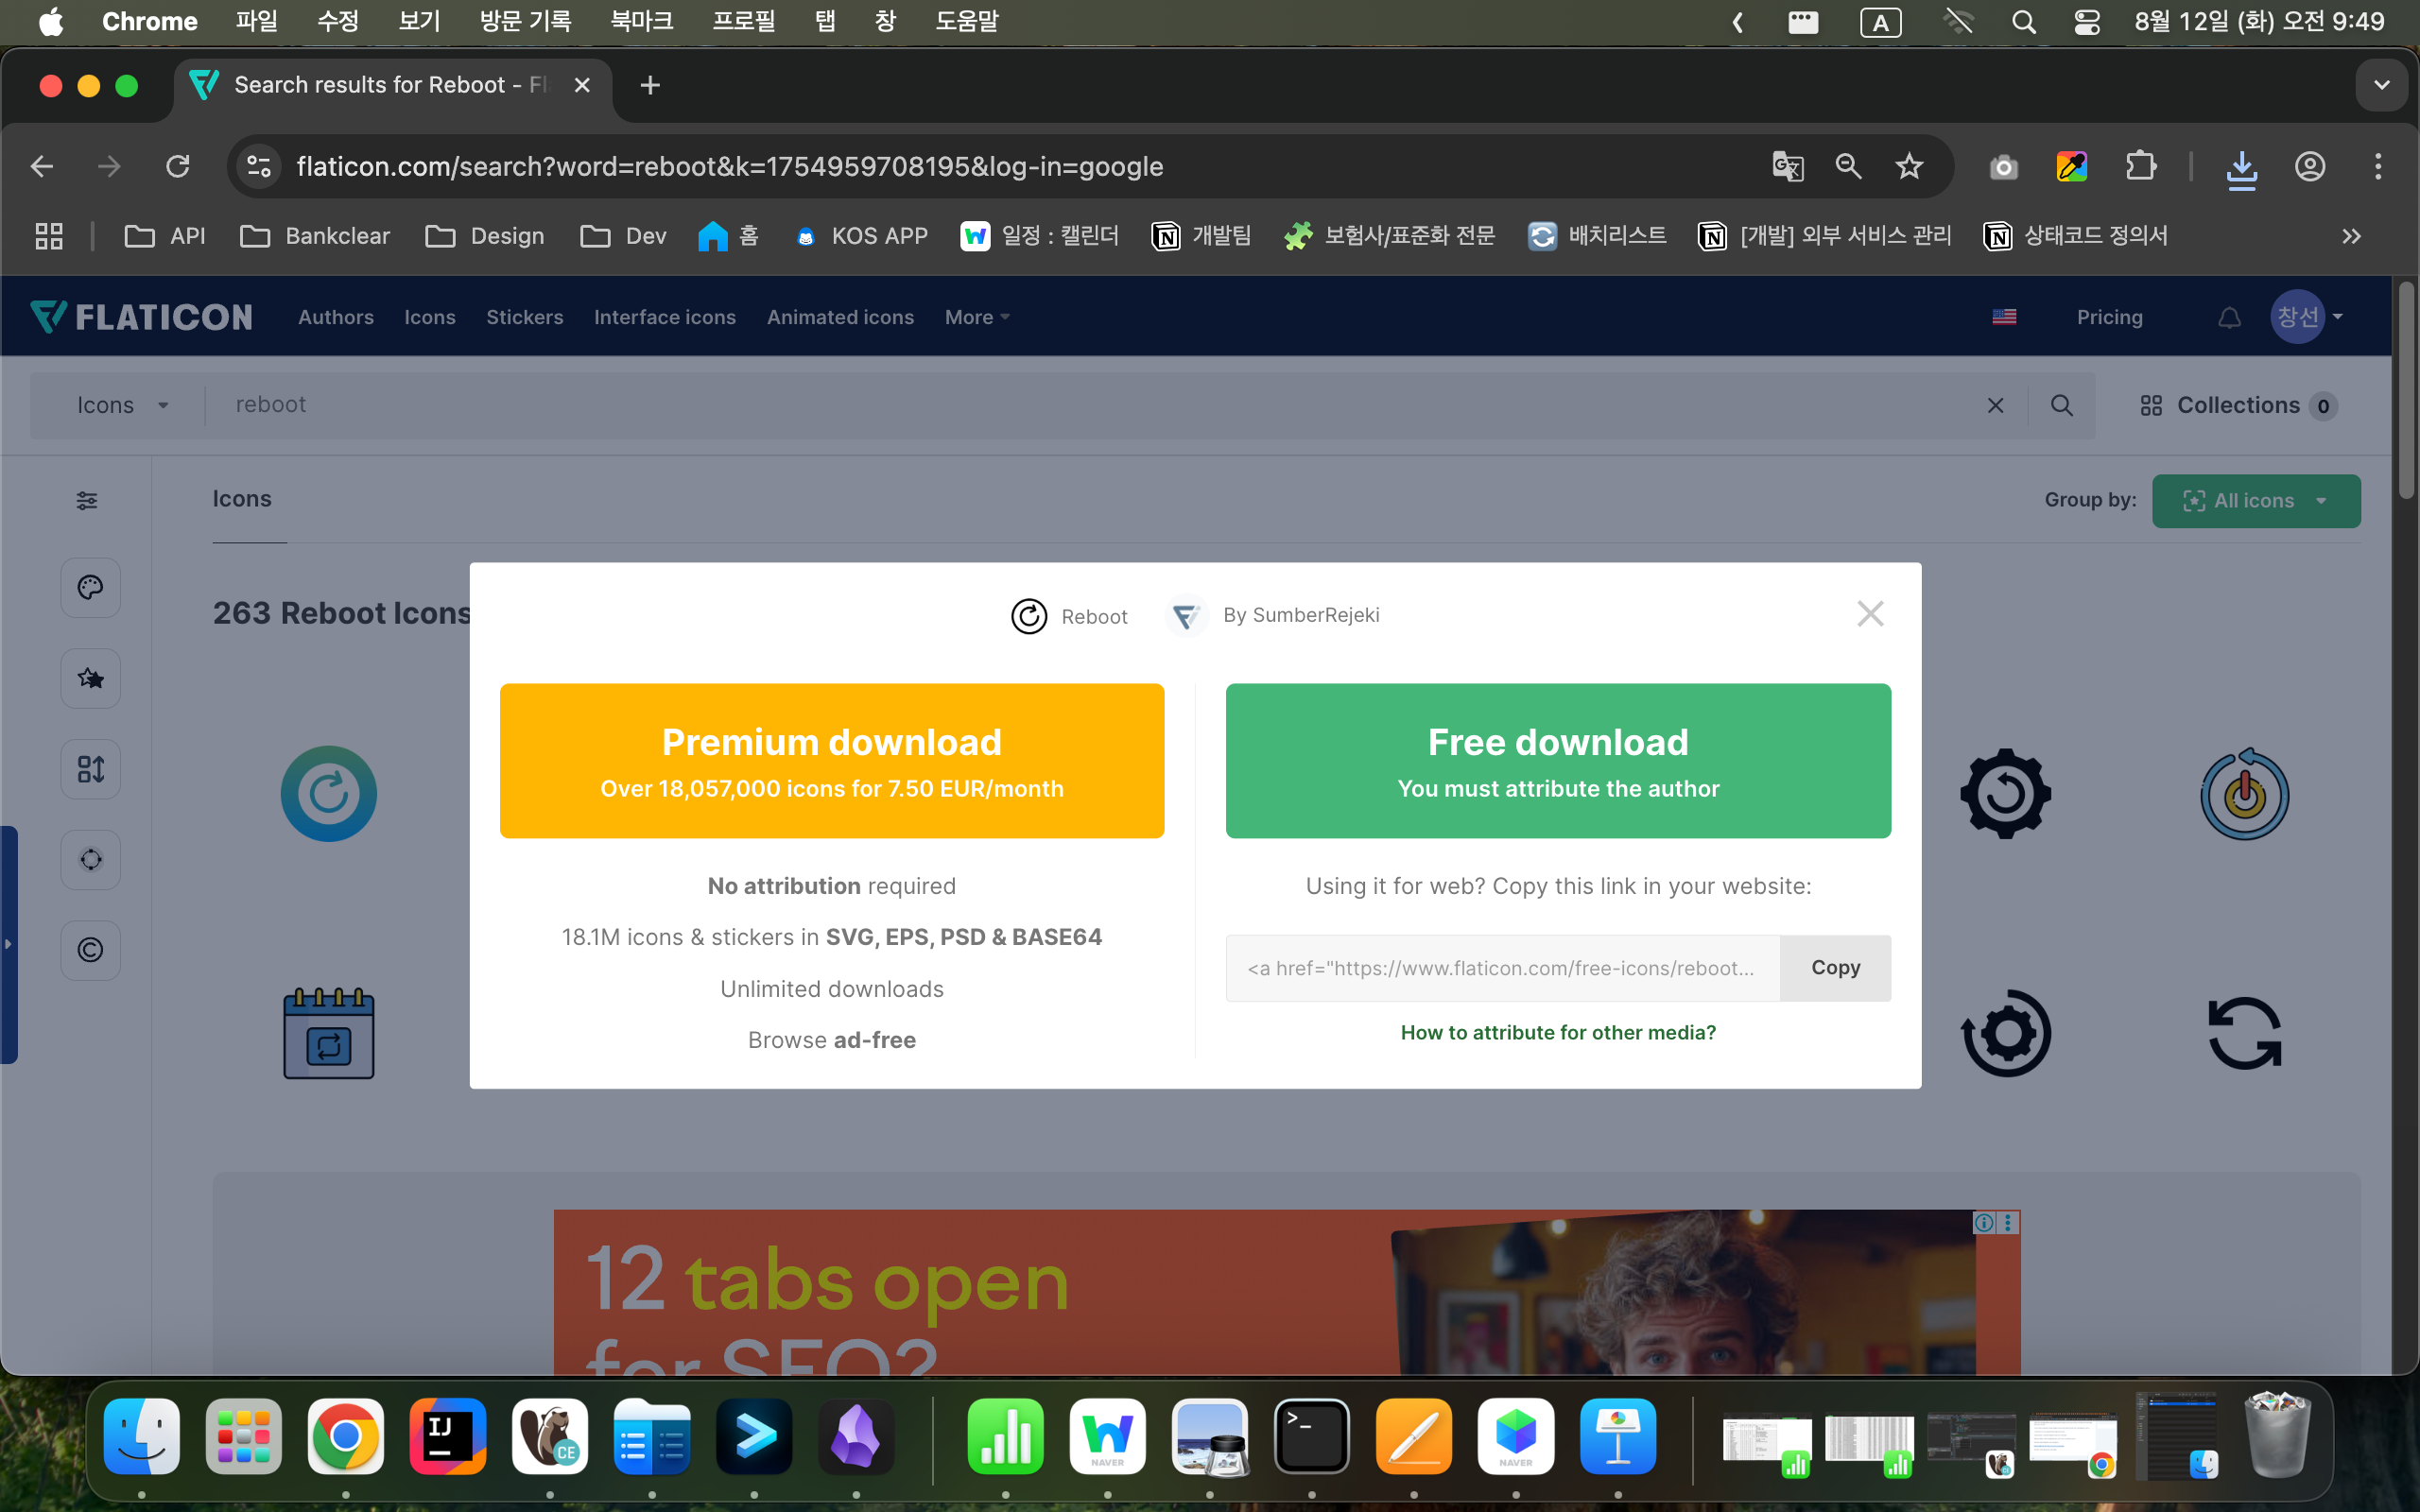 Chrome 파일 수정 보기 방문 기록 북마크 프로필 탭 창 도움말 A 8월 12일 (화) 오전 9:49
Search results for Reboot - Fl
flaticon.com/search?word=reboot&k=1754959708195&log-in=google
API Bankclear Design Dev 홈 KOS APP 일정 : 캘린더 개발팀 보험사/표준화 전문 배치리스트 [개발] 외부 서비스 관리 상태코드 정의서
FLATICON Authors Icons Stickers Interface icons Animated icons More Pricing 창선
Icons reboot Collections 0
Icons Group by: All icons
263 Reboot Icons
Reboot By SumberRejeki
Premium download
Over 18,057,000 icons for 7.50 EUR/month
No attribution required
18.1M icons & stickers in SVG, EPS, PSD & BASE64
Unlimited downloads
Browse ad-free
Free download
You must attribute the author
Using it for web? Copy this link in your website:
<a href="https://www.flaticon.com/free-icons/reboot... Copy
How to attribute for other media?
12 tabs open
for SEO?
IJ CE NAVER NAVER